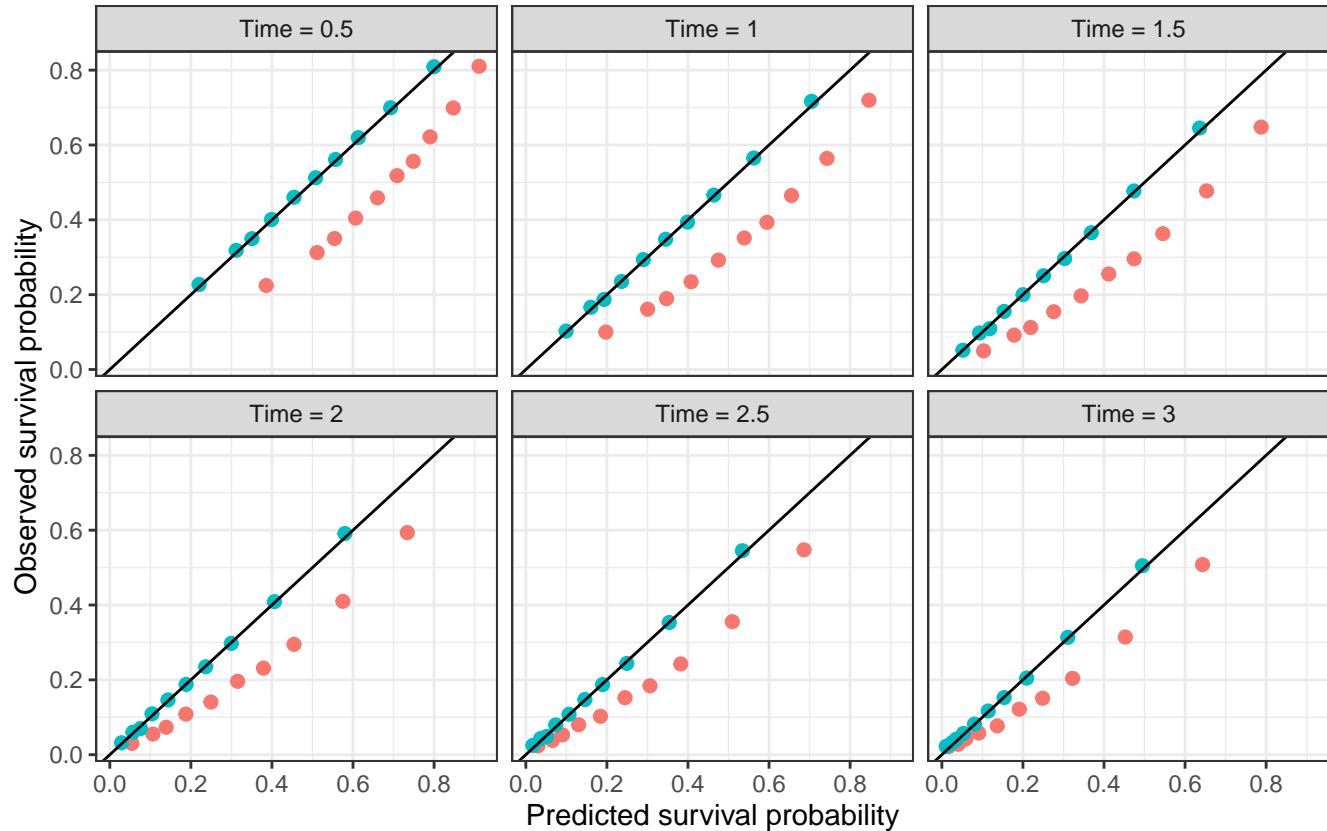 Time = 0.5 Time = 1 Time = 1.5
0.8
0.6
0.4
0.2
0.0
Time = 2 Time = 2.5 Time = 3
0.8
0.6
0.4
0.2
0.0
0.0 0.2 0.4 0.6 0.8 0.0 0.2 0.4 0.6 0.8 0.0 0.2 0.4 0.6 0.8
Observed survival probability
Predicted survival probability